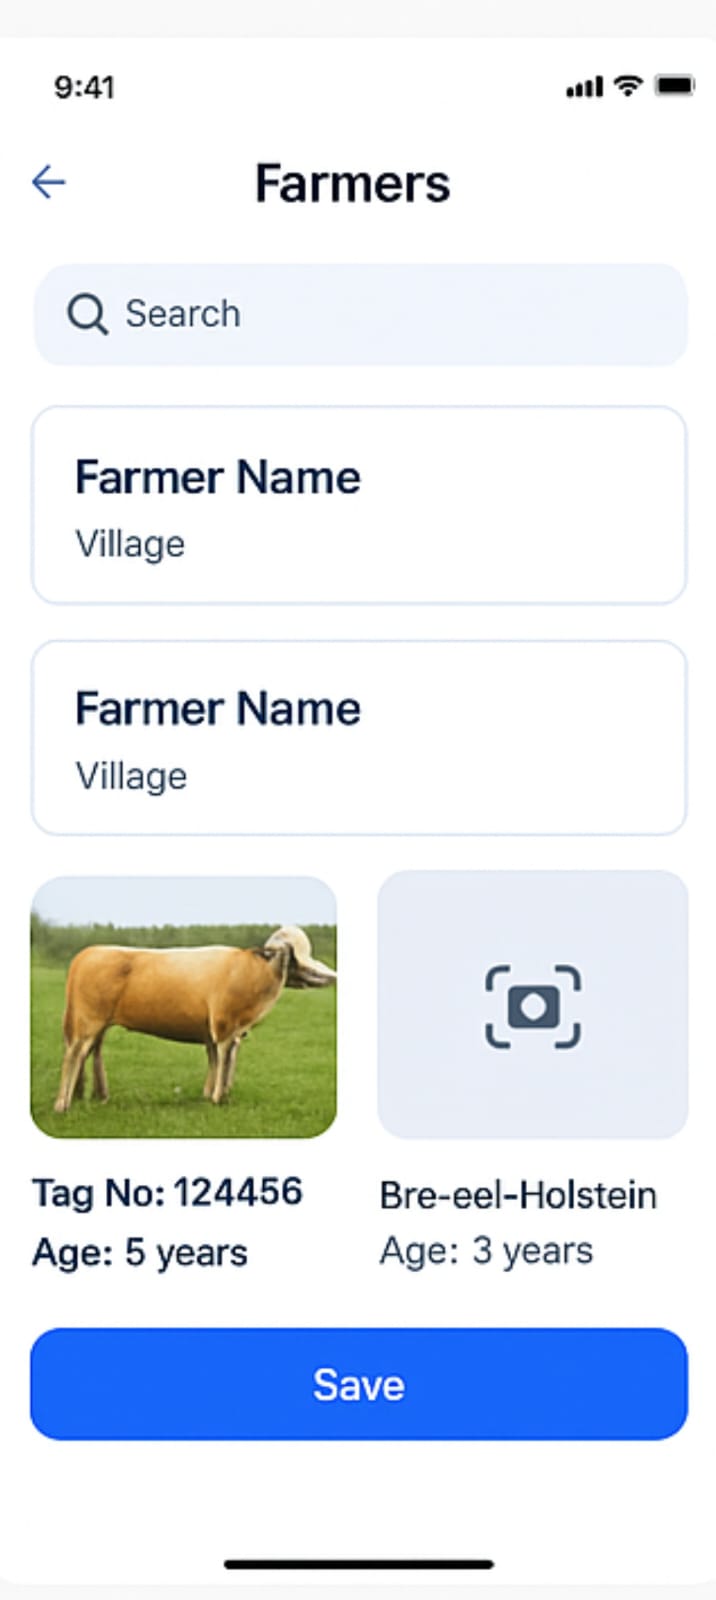 9:41
Farmers
Search
Farmer Name
Village
Farmer Name
Village
Tag No: 124456
Age: 5 years
Bre-eel-Holstein
Age: 3 years
Save